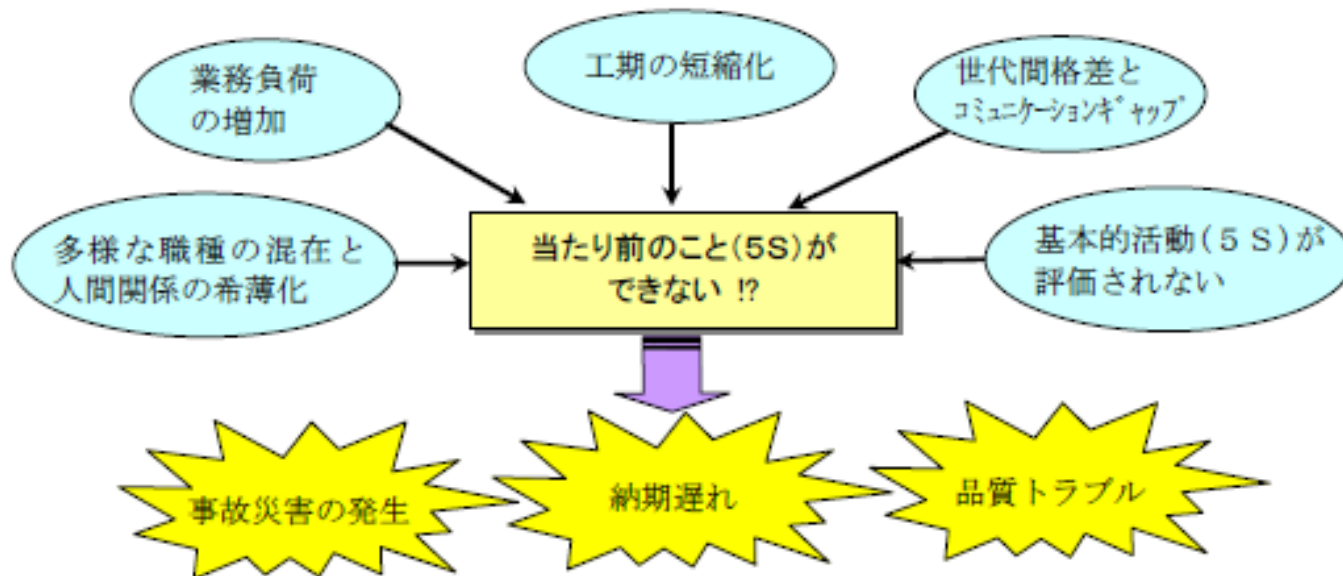 業務負荷
の増加
工期の短縮化
世代間格差と
コミュニケーションギャップ
多様な職種の混在と
人間関係の希薄化
当たり前のこと(5S)が
できない !?
基本的活動(5S)が
評価されない
事故災害の発生
納期遅れ
品質トラブル